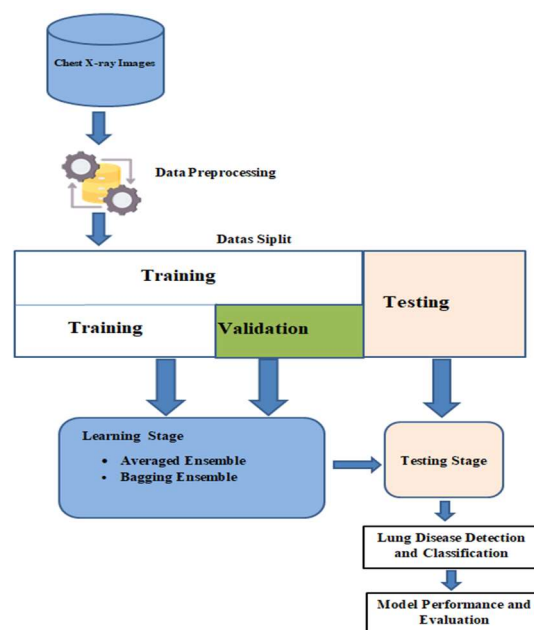 Chest X-ray Images
Data Preprocessing
Datas Siplit
Training
Testing
Training
Validation
Learning Stage
• Averaged Ensemble
• Bagging Ensemble
Testing Stage
Lung Disease Detection
and Classification
Model Performance and
Evaluation